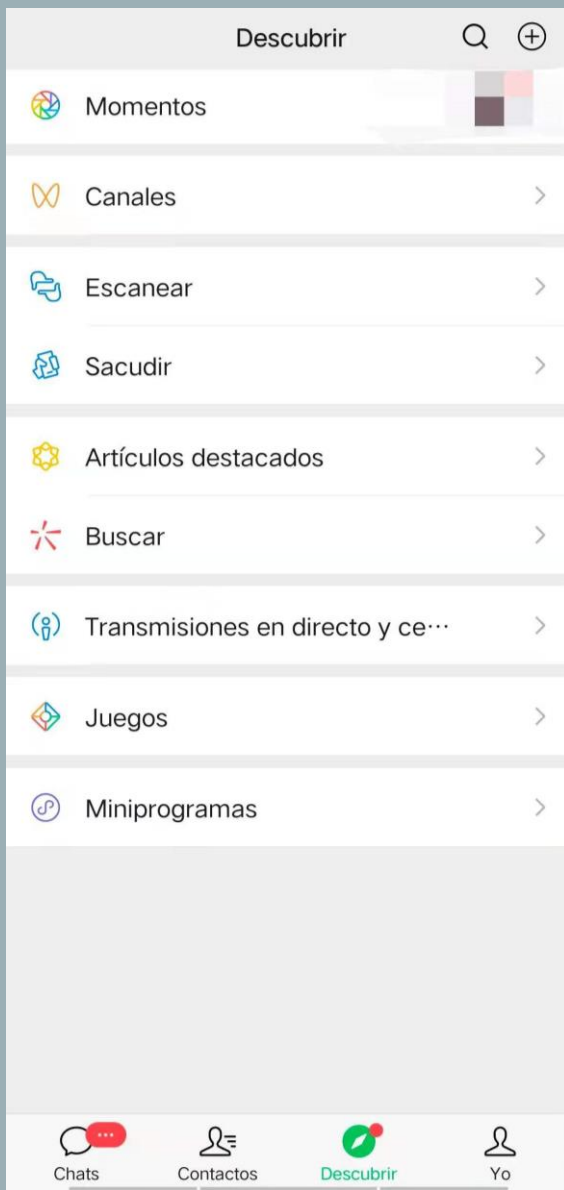 Descubrir
Momentos
Canales
Escanear
Sacudir
Artículos destacados
Buscar
Transmisiones en directo y ce···
Juegos
Miniprogramas
Chats
Contactos
Descubrir
Yo